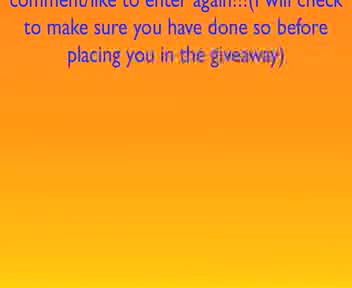 comment/like to enter again!!!(I will check
to make sure you have done so before
placing you in the giveaway)